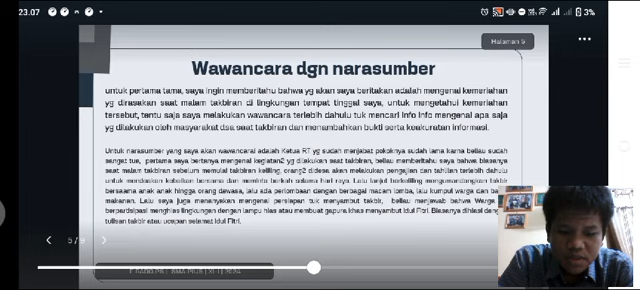 23.07
3%
Halaman 5
Wawancara dgn narasumber
untuk pertama tama, saya ingin memberitahu bahwa yg akan saya beritakan adalah mengenai kemeriahan
yg dirasakan saat malam takbiran di lingkungan tempat tinggal saya, untuk mengetahui kemeriahan
tersebut, tentu saja saya melakukan wawancara terlebih dahulu tuk mencari info info mengenai apa saja
yg dilakukan oleh masyarakat dsa saat takbiran dan menambahkan bukti serta keakuratan informasi.
Untuk narasumber yang saya akan wawancarai adalah Ketua RT yg sudah menjabat pokoknya sudah lama karna beliau sudah
sangat tua, pertama saya bertanya mengenai kegiatan2 yg dilakukan saat takbiran, beliau memberitahu saya bahwa biasanya
saat malam takbiran sebelum memulai takbiran keliling, orang2 didesa akan melakukan pengajian dan tahlilan terlebih dahulu
untuk mendoakan kebaikan bersama dan meminta berkah selama hari raya. Lalu lanjut berkeliling mengumandangkan takbir
bersama anak anak hingga orang dewasa, lalu ada perlombaan dengan berbagai macam lomba, lalu kumpul warga dan
makanan. Lalu saya juga menanyakan mengenai persiapan tuk menyambut takbir, beliau menjawab bahwa Warga
berpartisipasi menghias lingkungan dengan lampu hias atau membuat gapura khas menyambut Idul Fitri. Biasanya dihiasi
tulisan takbir atau ucapan selamat Idul Fitri.
5/9
SMA PIUS | XI | 2024